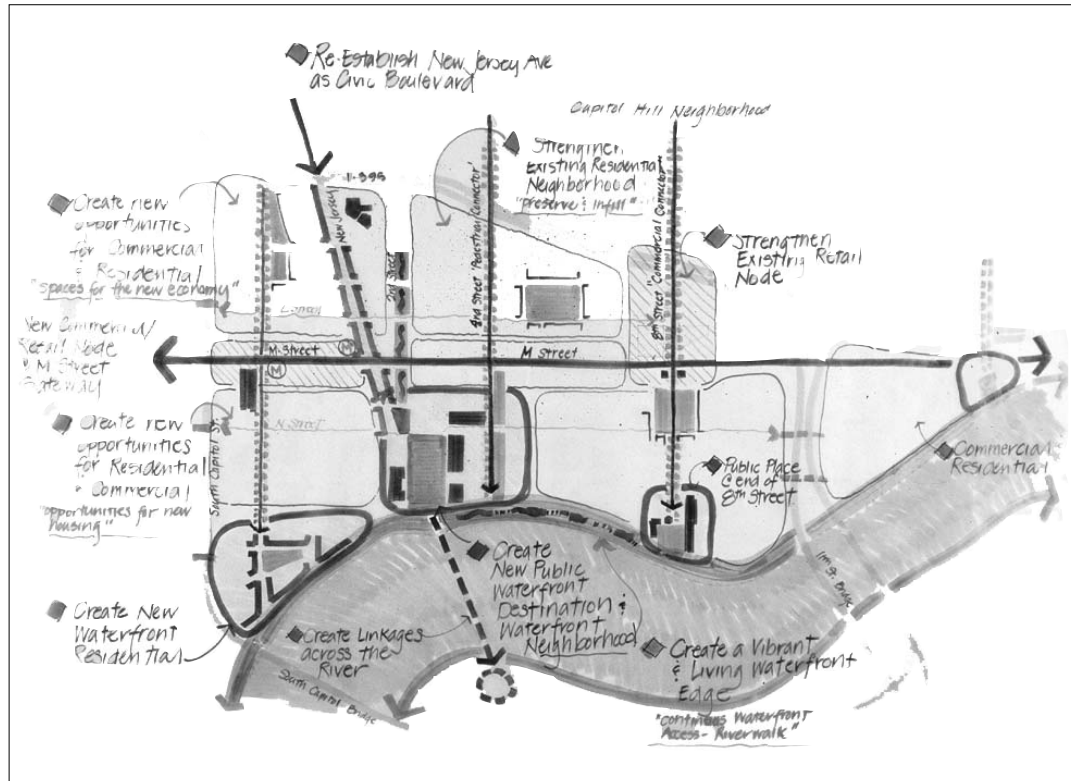 Re-Establish New Jersey Ave
as Civic Boulevard
Capitol Hill Neighborhood
Strengthen
Existing Residential
Neighborhood
"preserve & infill"
I-395
Create new
opportunities
for Commercial
& Residential
"spaces for the new economy"
New Jersey
2nd Street
4rd Street 'Pedestrian Connector'
8th Street "Commercial Connector"
Strengthen
Existing Retail
Node
L Street
New Commercial/
Retail Node
M Street
Gateway
M Street
M
M
M Street
Create new
opportunities
for Residential
& Commercial
"opportunities for new
housing"
N Street
South Capitol St.
Public Place
@ end of
8th Street
Commercial
Residential
Create New
Waterfront
Residential
Create Linkages
across the
River
Create
New Public
Waterfront
Destination &
Waterfront
Neighborhood
Create a Vibrant
& Living Waterfront
Edge
"continuous Waterfront
Access - Riverwalk"
South Capitol Bridge
11th St. Bridge